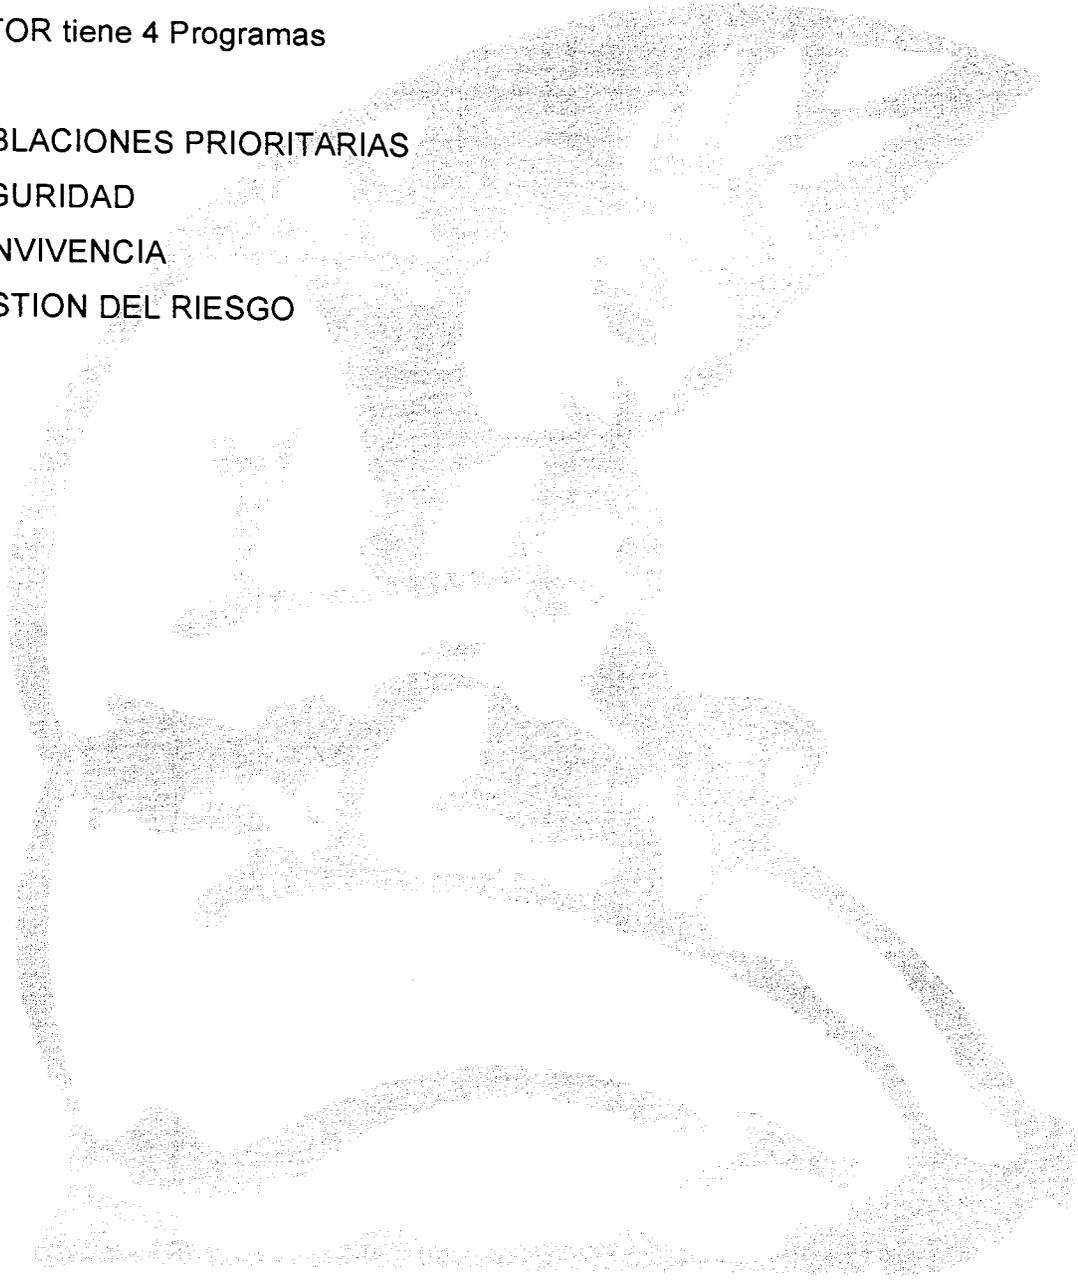 TOR tiene 4 Programas
BLACIONES PRIORITARIAS
GURIDAD
NVIVENCIA
STION DEL RIESGO